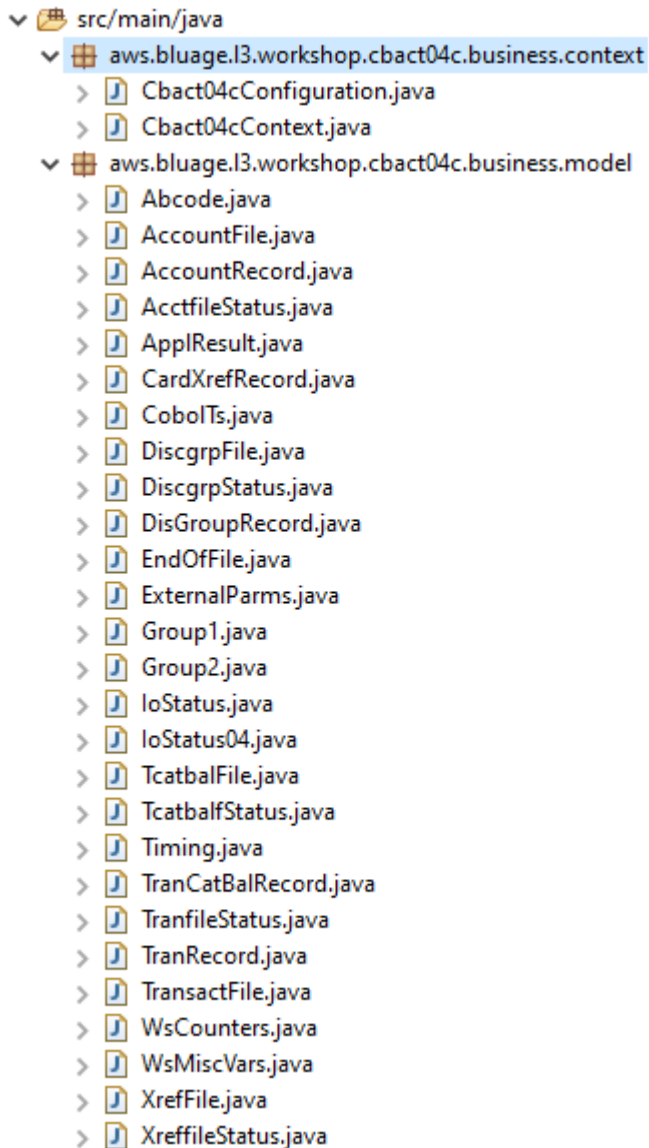 src/main/java
aws.bluage.l3.workshop.cbact04c.business.context
Cbact04cConfiguration.java
Cbact04cContext.java
aws.bluage.l3.workshop.cbact04c.business.model
Abcode.java
AccountFile.java
AccountRecord.java
AcctfileStatus.java
ApplResult.java
CardXrefRecord.java
CobolTs.java
DiscgrpFile.java
DiscgrpStatus.java
DisGroupRecord.java
EndOfFile.java
ExternalParms.java
Group1.java
Group2.java
IoStatus.java
IoStatus04.java
TcatbalFile.java
TcatbalfStatus.java
Timing.java
TranCatBalRecord.java
TranfileStatus.java
TranRecord.java
TransactFile.java
WsCounters.java
WsMiscVars.java
XrefFile.java
XreffileStatus.java